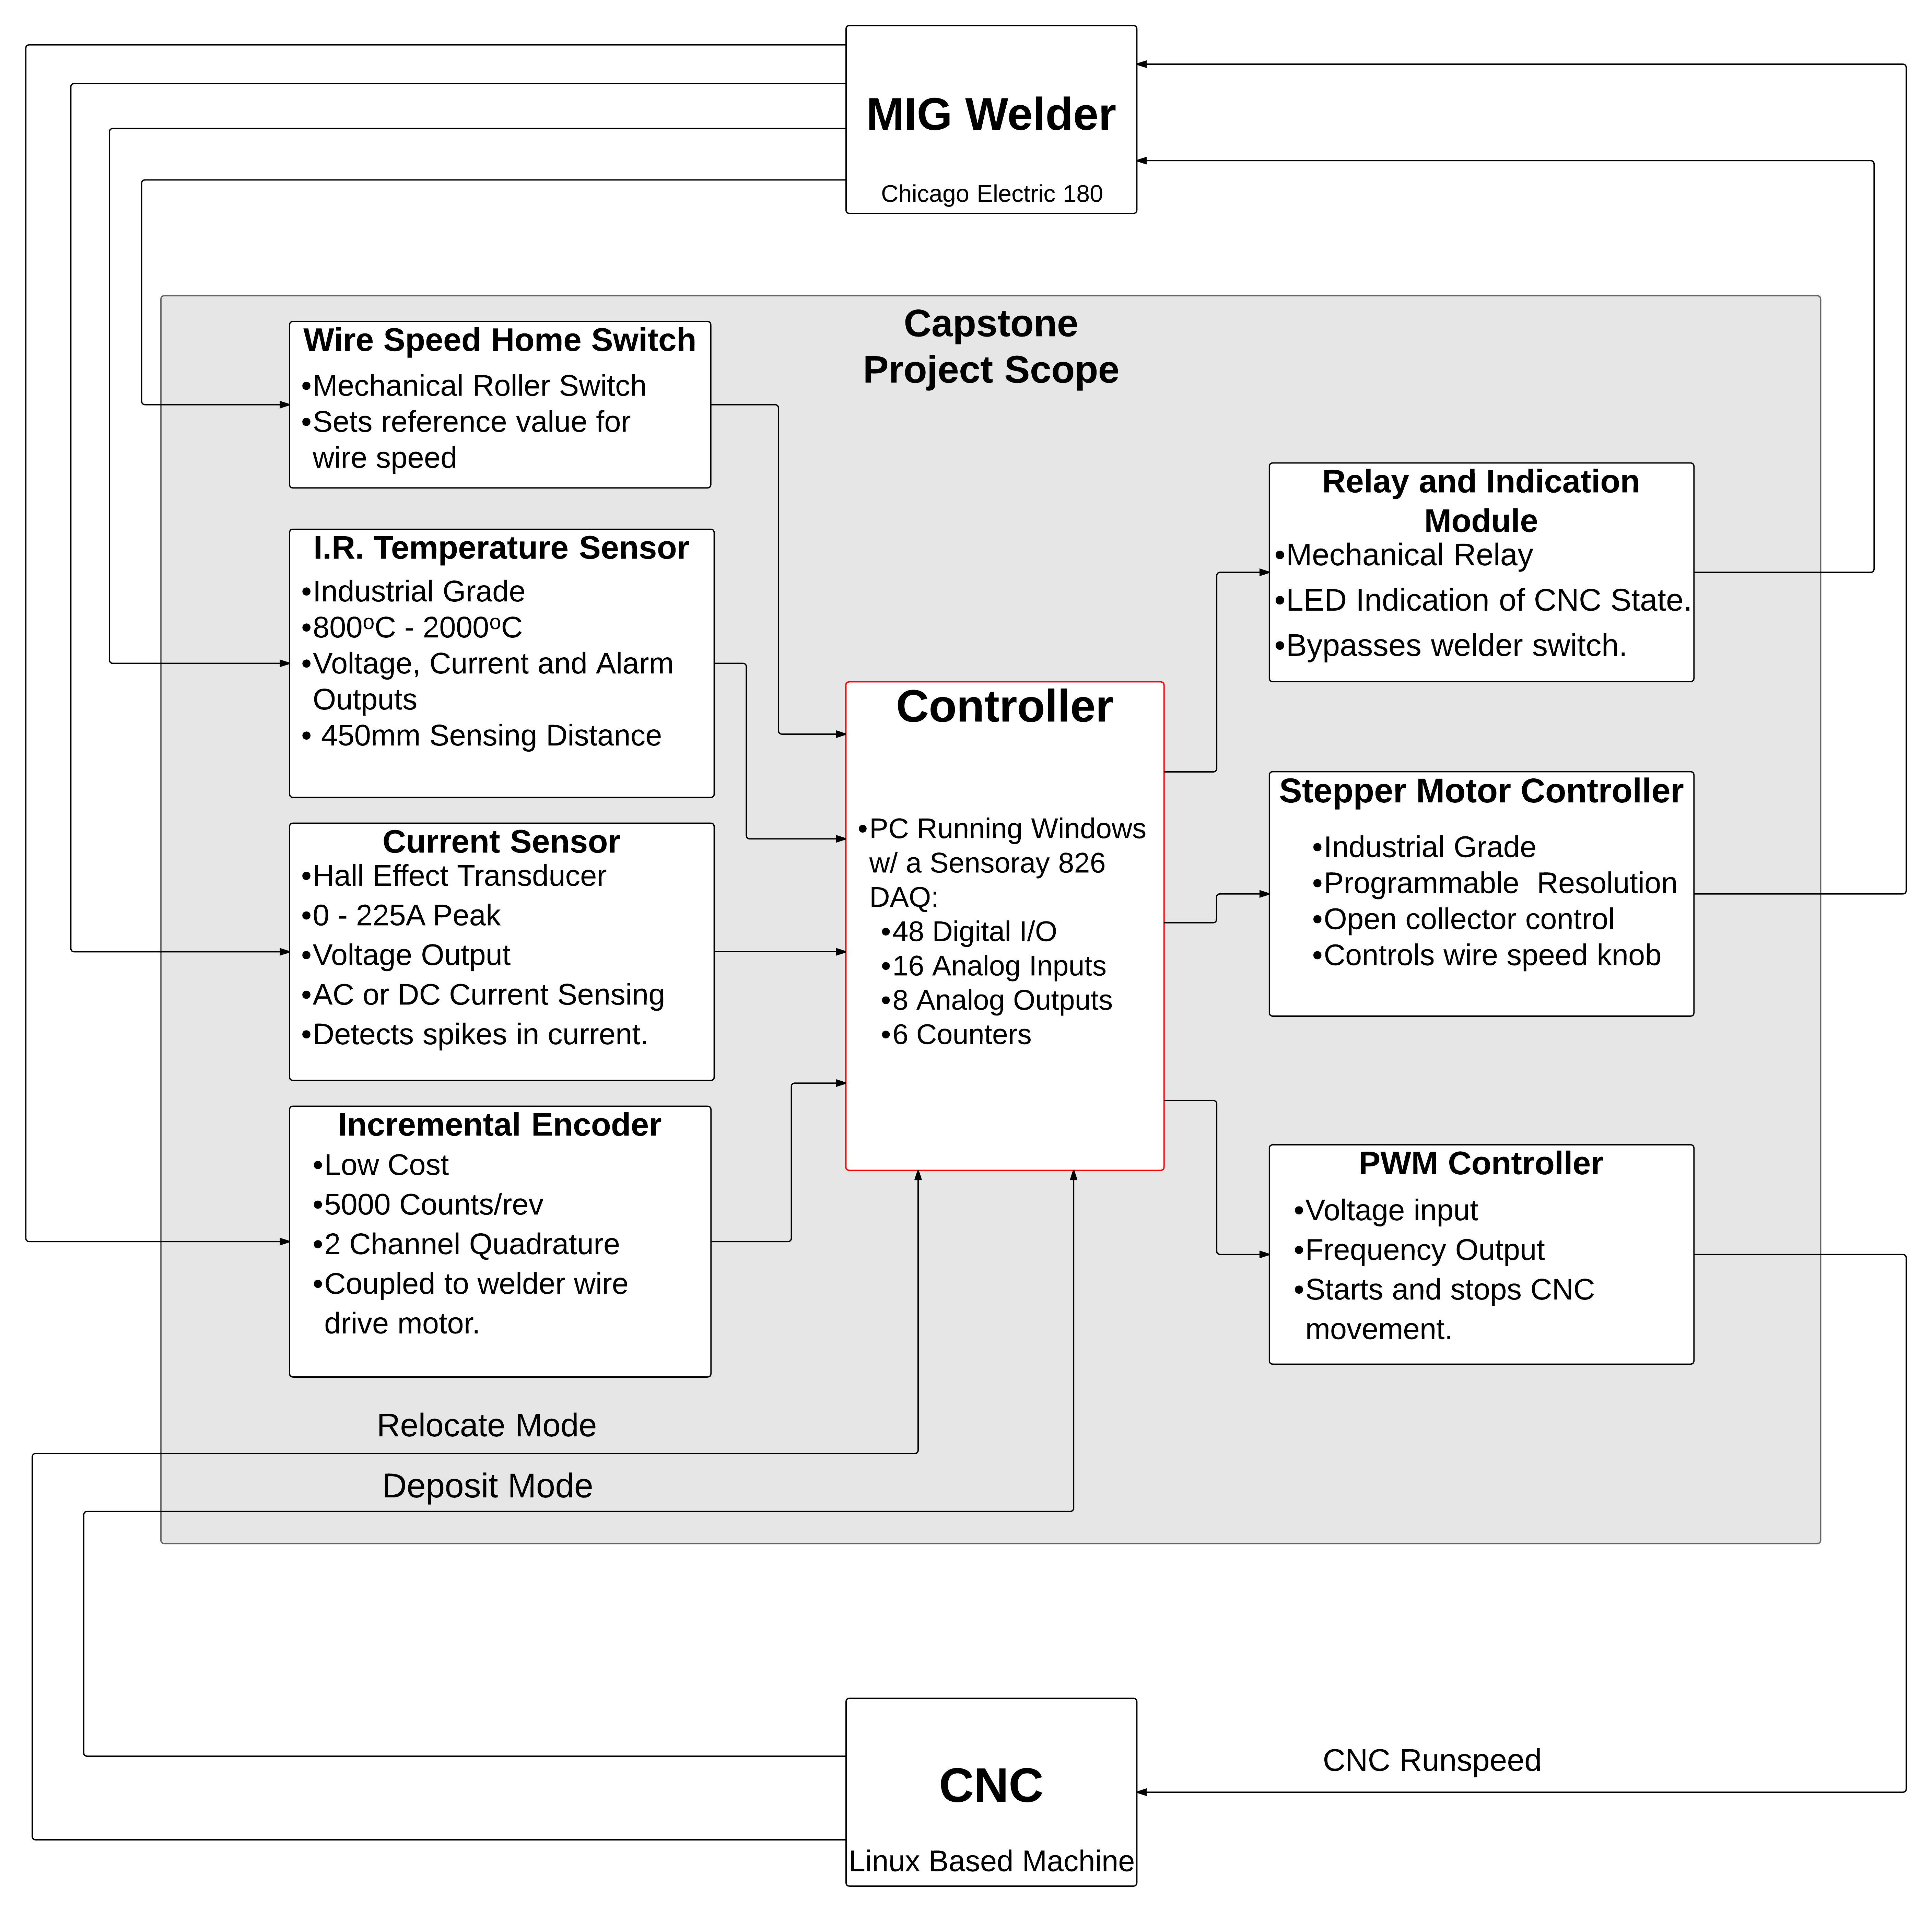 MIG Welder
Chicago Electric 180
Capstone
Project Scope
Wire Speed Home Switch
•Mechanical Roller Switch
•Sets reference value for
wire speed
I.R. Temperature Sensor
•Industrial Grade
•800ºC - 2000ºC
•Voltage, Current and Alarm
Outputs
• 450mm Sensing Distance
Current Sensor
•Hall Effect Transducer
•0 - 225A Peak
•Voltage Output
•AC or DC Current Sensing
•Detects spikes in current.
Incremental Encoder
•Low Cost
•5000 Counts/rev
•2 Channel Quadrature
•Coupled to welder wire
drive motor.
Relocate Mode
Deposit Mode
Controller
•PC Running Windows
w/ a Sensoray 826
DAQ:
•48 Digital I/O
•16 Analog Inputs
•8 Analog Outputs
•6 Counters
Relay and Indication
Module
•Mechanical Relay
•LED Indication of CNC State.
•Bypasses welder switch.
Stepper Motor Controller
•Industrial Grade
•Programmable  Resolution
•Open collector control
•Controls wire speed knob
PWM Controller
•Voltage input
•Frequency Output
•Starts and stops CNC
movement.
CNC Runspeed
CNC
Linux Based Machine